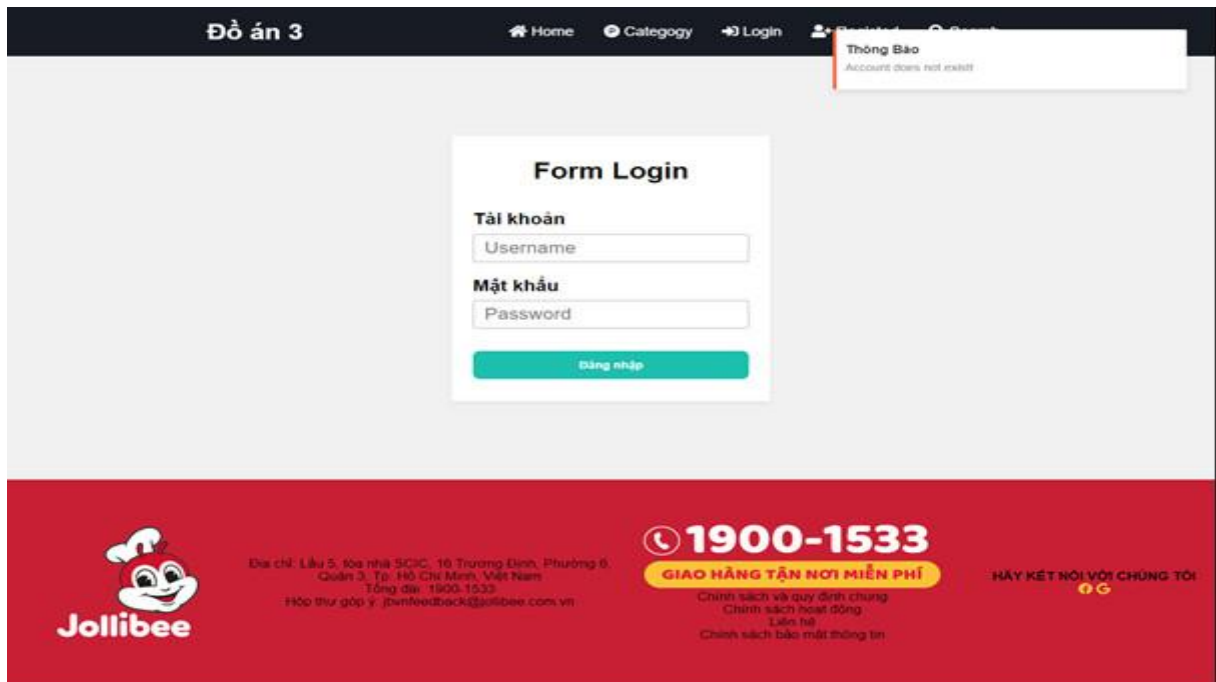 Đồ án 3
Home
Categogy
Login
Thông Báo
Account does not exist!
Form Login
Tài khoản
Username
Mật khẩu
Password
Đăng nhập
Jollibee
Địa chỉ: Lầu 5, tòa nhà SCIC, 16 Trương Định, Phường 6,
Quận 3, Tp. Hồ Chí Minh, Việt Nam
Tổng đài: 1900-1533
Hộp thư góp ý: jbvnfeedback@jollibee.com.vn
1900-1533
GIAO HÀNG TẬN NƠI MIỄN PHÍ
Chính sách và quy định chung
Chính sách hoạt động
Liên hệ
Chính sách bảo mật thông tin
HÃY KẾT NỐI VỚI CHÚNG TÔI